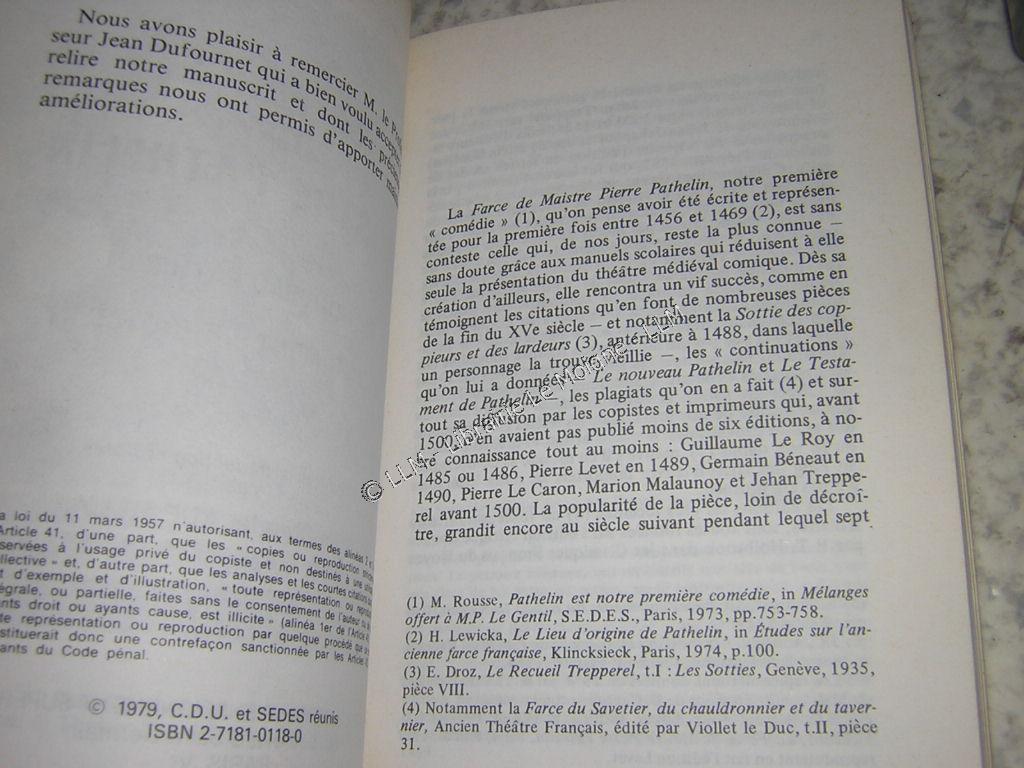 Nous avons plaisir à remercier M. le
seur Jean Dufournet qui a bien voulu accepter
relire notre manuscrit et dont les
remarques nous ont permis d'apporter
améliorations.
loi du 11 mars 1957 n'autorisant, aux termes des alinéas 2 et
Article 41, d'une part, que les « copies ou reproductions
à l'usage privé du copiste et non destinés à une
» et, d'autre part, que les analyses et les courtes citations
d'exemple et d'illustration, « toute représentation ou
ou partielle, faites sans le consentement de l'auteur ou
droit ou ayants cause, est illicite » (alinéa 1er de l'Article
représentation ou reproduction par quelque procédé que
donc une contrefaçon sanctionnée par les Articles
du Code pénal.
© 1979, C.D.U. et SEDES réunis
ISBN 2-7181-0118-0
La Farce de Maistre Pierre Pathelin, notre première
« comédie » (1), qu'on pense avoir été écrite et représen-
tée pour la première fois entre 1456 et 1469 (2), est sans
conteste celle qui, de nos jours, reste la plus connue —
sans doute grâce aux manuels scolaires qui réduisent à elle
seule la présentation du théâtre médiéval comique. Dès sa
création d'ailleurs, elle rencontra un vif succès, comme en
témoignent les citations qu'en font de nombreuses pièces
de la fin du XVe siècle — et notamment la Sottie des cop-
pieurs et des lardeurs (3), antérieure à 1488, dans laquelle
un personnage la trouve vieillie —, les « continuations »
qu'on lui a données — Le nouveau Pathelin et Le Testa-
ment de Pathelin —, les plagiats qu'on en a fait (4) et sur-
tout sa diffusion par les copistes et imprimeurs qui, avant
1500, n'en avaient pas publié moins de six éditions, à no-
tre connaissance tout au moins : Guillaume Le Roy en
1485 ou 1486, Pierre Levet en 1489, Germain Béneaut en
1490, Pierre Le Caron, Marion Malaunoy et Jehan Treppe-
rel avant 1500. La popularité de la pièce, loin de décroî-
tre, grandit encore au siècle suivant pendant lequel sept
(1) M. Rousse, Pathelin est notre première comédie, in Mélanges
offert à M.P. Le Gentil, S.E.D.E.S., Paris, 1973, pp.753-758.
(2) H. Lewicka, Le Lieu d'origine de Pathelin, in Études sur l'an-
cienne farce française, Klincksieck, Paris, 1974, p.100.
(3) E. Droz, Le Recueil Trepperel, t.I : Les Sotties, Genève, 1935,
pièce VIII.
(4) Notamment la Farce du Savetier, du chauldronnier et du taver-
nier, Ancien Théâtre Français, édité par Viollet le Duc, t.II, pièce
31.
© LLM - Librairie Le Moigne - LLM